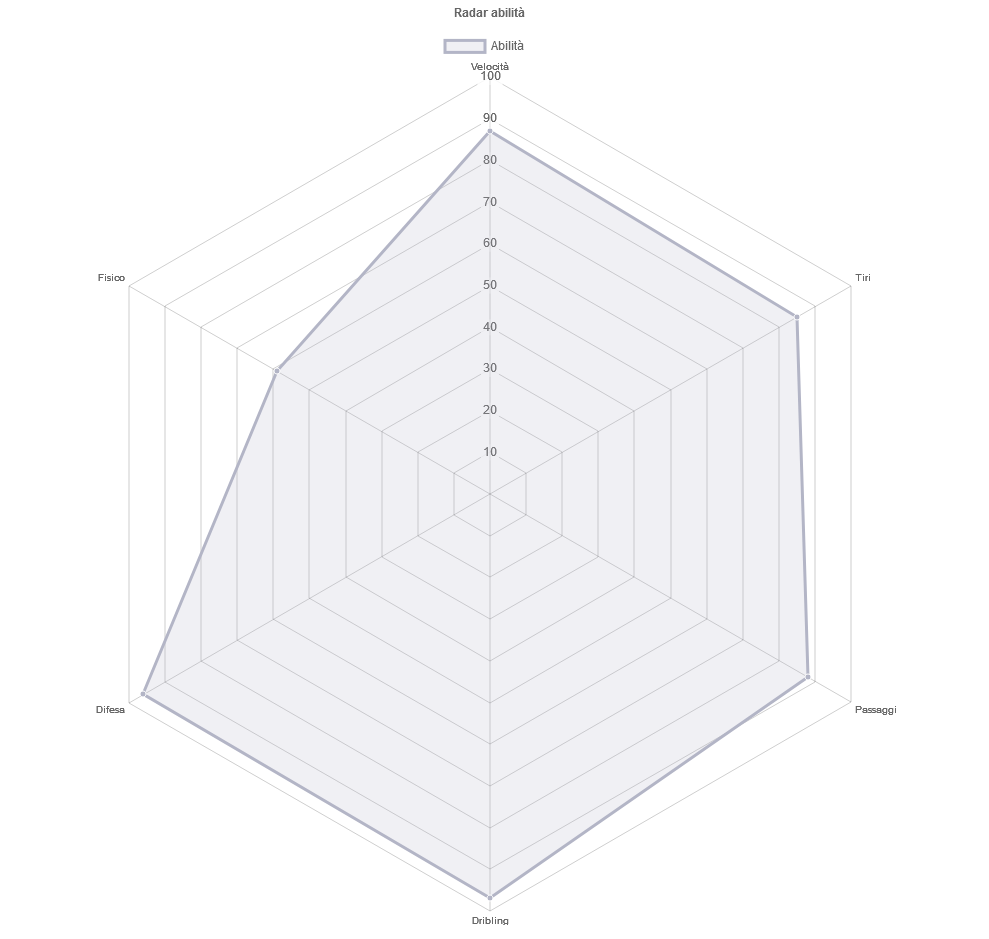 Radar abilità
Abilità
Velocità
100
90
80
70
60
50
40
30
20
10
Fisico
Tiri
Difesa
Passaggi
Dribling